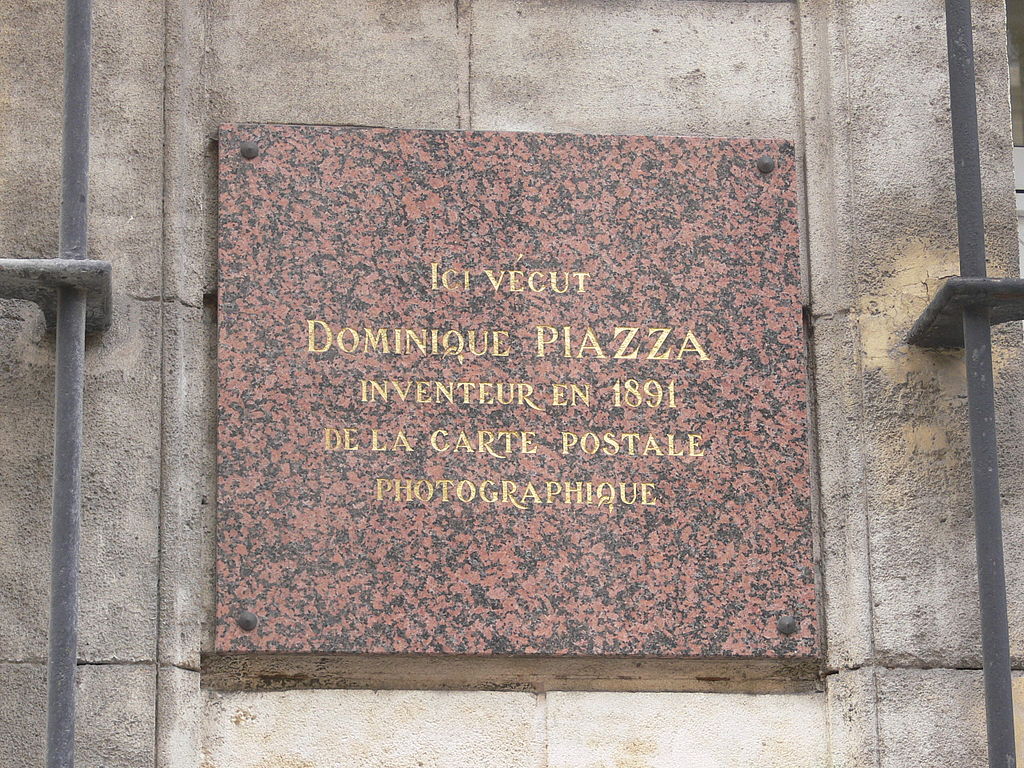 Ici vécut
Dominique PIAZZA
inventeur en 1891
de la carte postale
photographique